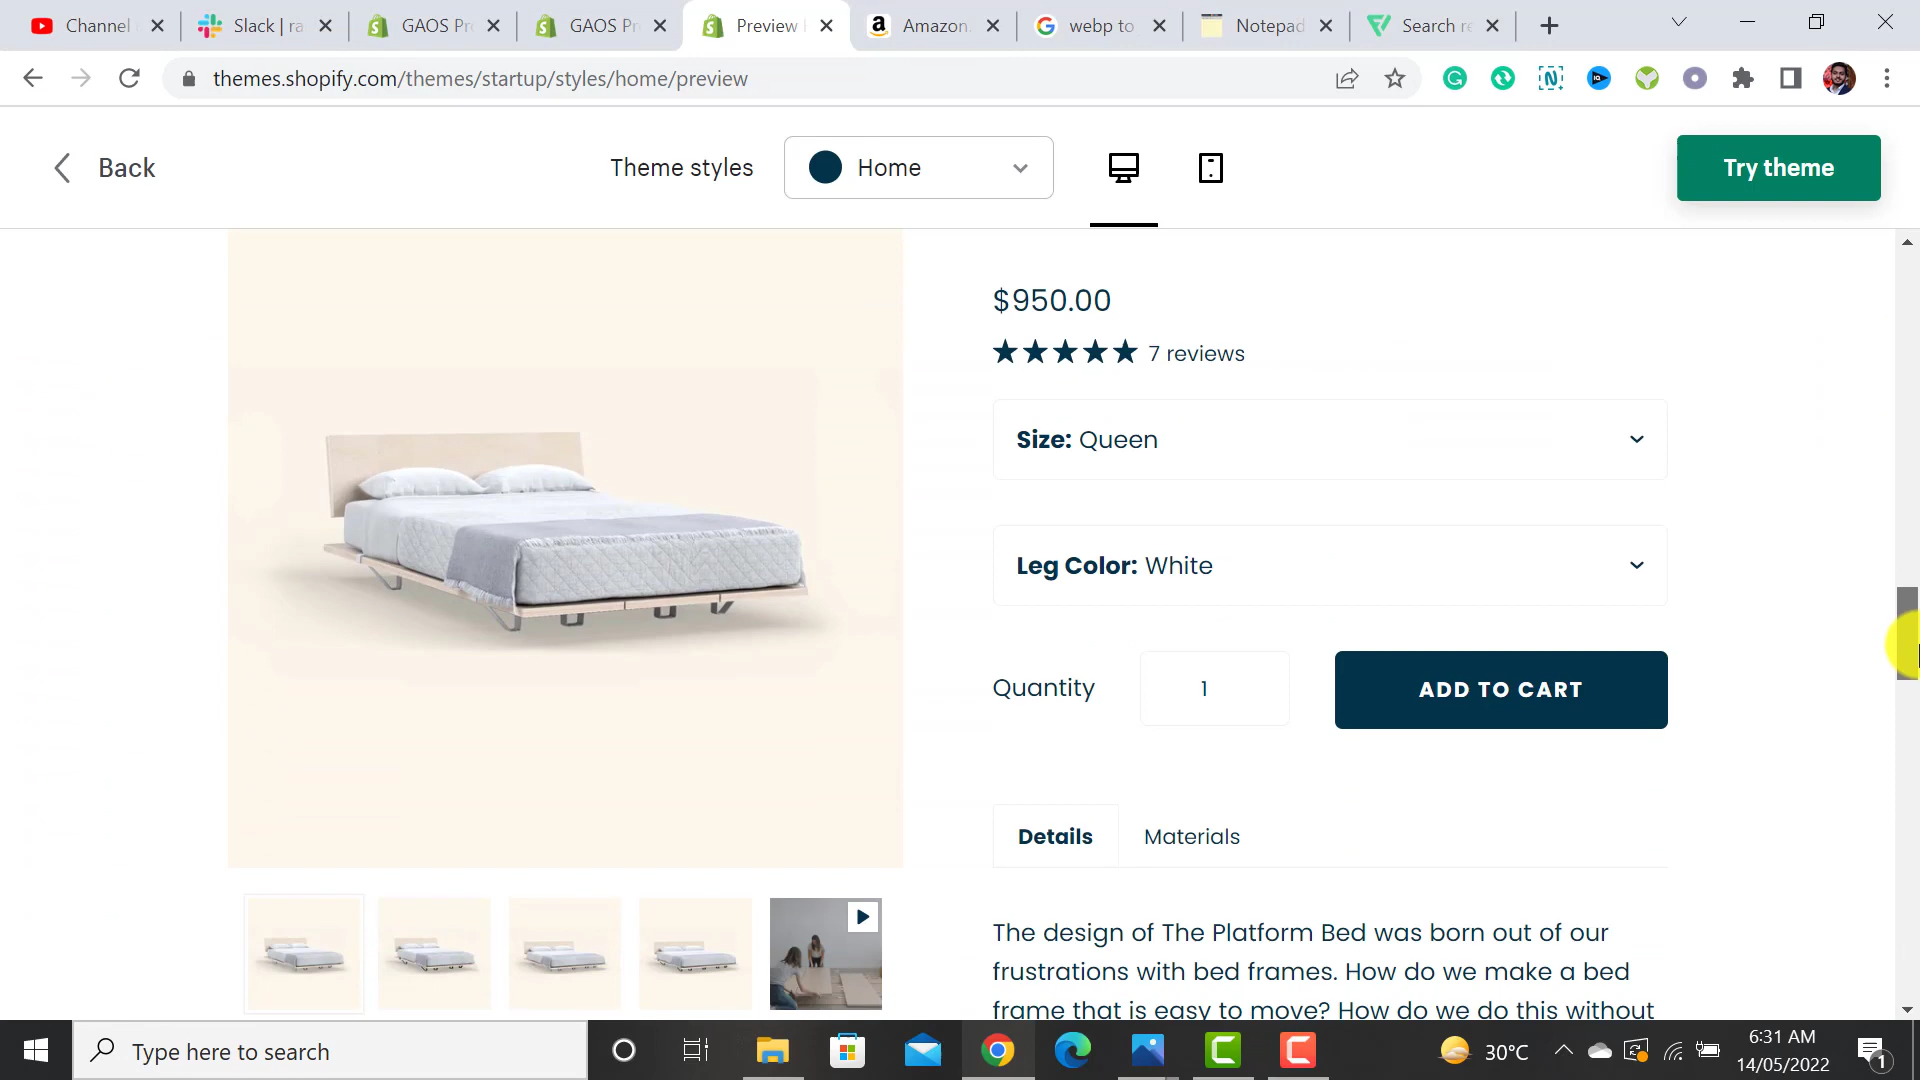 Channel
Slack | ra
GAOS Pr
GAOS Pr
Preview
Amazon.
webp to
Notepad
Search re
themes.shopify.com/themes/startup/styles/home/preview
Back
Theme styles
Home
Try theme
$950.00
7 reviews
Size: Queen
Leg Color: White
Quantity
1
ADD TO CART
Details
Materials
The design of The Platform Bed was born out of our
frustrations with bed frames. How do we make a bed
frame that is easy to move? How do we do this without
Type here to search
30°C
6:31 AM
14/05/2022
1